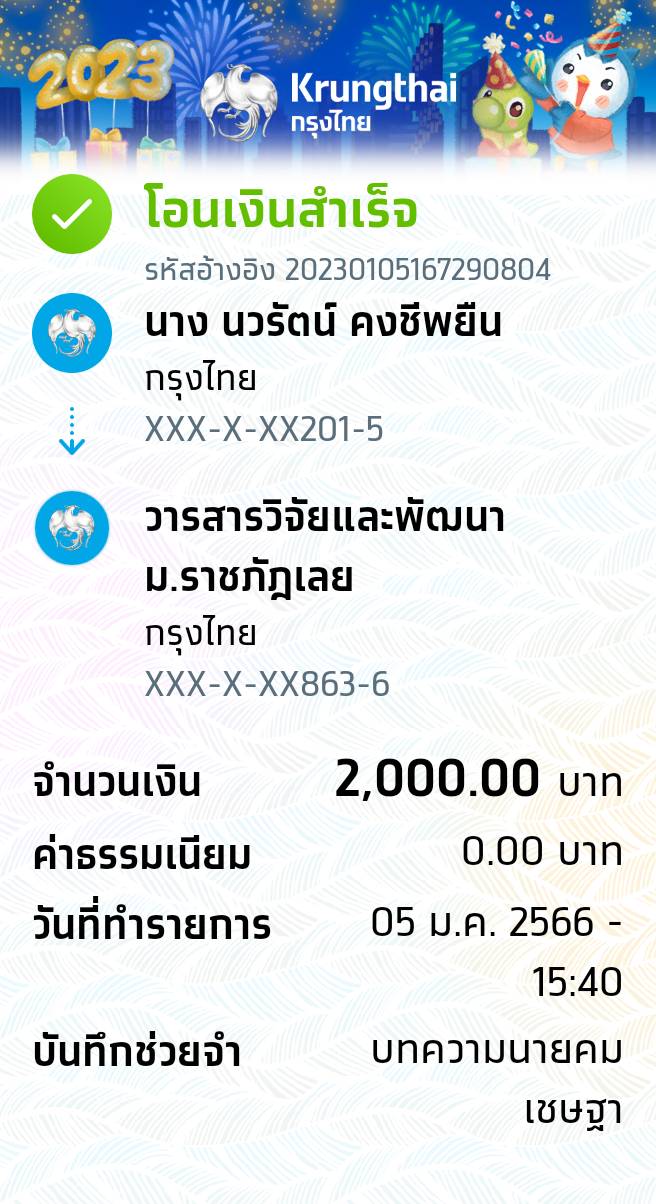 2023
Krungthai
กรุงไทย
โอนเงินสำเร็จ
รหัสอ้างอิง 20230105167290804
นาง นวรัตน์ คงชีพยืน
กรุงไทย
XXX-X-XX201-5
วารสารวิจัยและพัฒนา
ม.ราชภัฎเลย
กรุงไทย
XXX-X-XX863-6
จำนวนเงิน 2,000.00 บาท
ค่าธรรมเนียม 0.00 บาท
วันที่ทำรายการ 05 ม.ค. 2566 -
15:40
บันทึกช่วยจำ บทความนายคม
เชษฐา